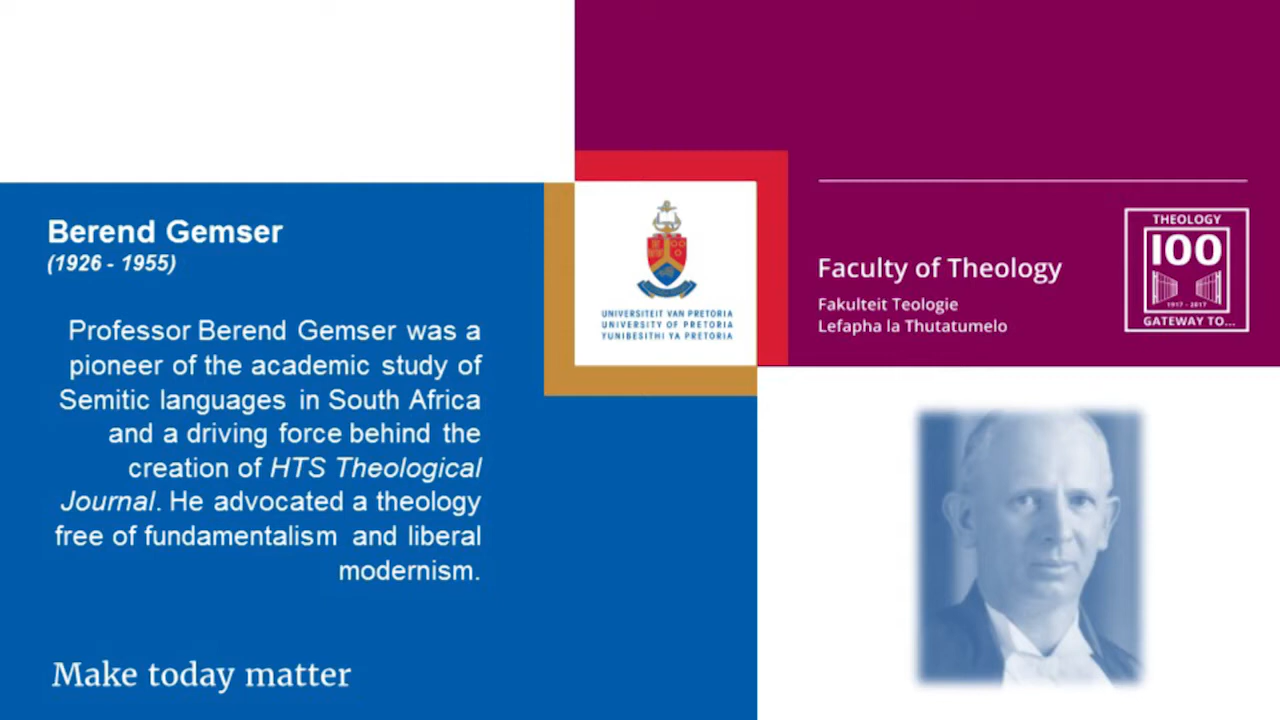 Berend Gemser
(1926 - 1955)
Professor Berend Gemser was a
pioneer of the academic study of
Semitic languages in South Africa
and a driving force behind the
creation of HTS Theological
Journal. He advocated a theology
free of fundamentalism and liberal
modernism.
Make today matter
UNIVERSITEIT VAN PRETORIA
UNIVERSITY OF PRETORIA
YUNIBESITHI YA PRETORIA
Faculty of Theology
Fakulteit Teologie
Lefapha la Thutatumelo
THEOLOGY
100
1917 - 2017
GATEWAY TO...